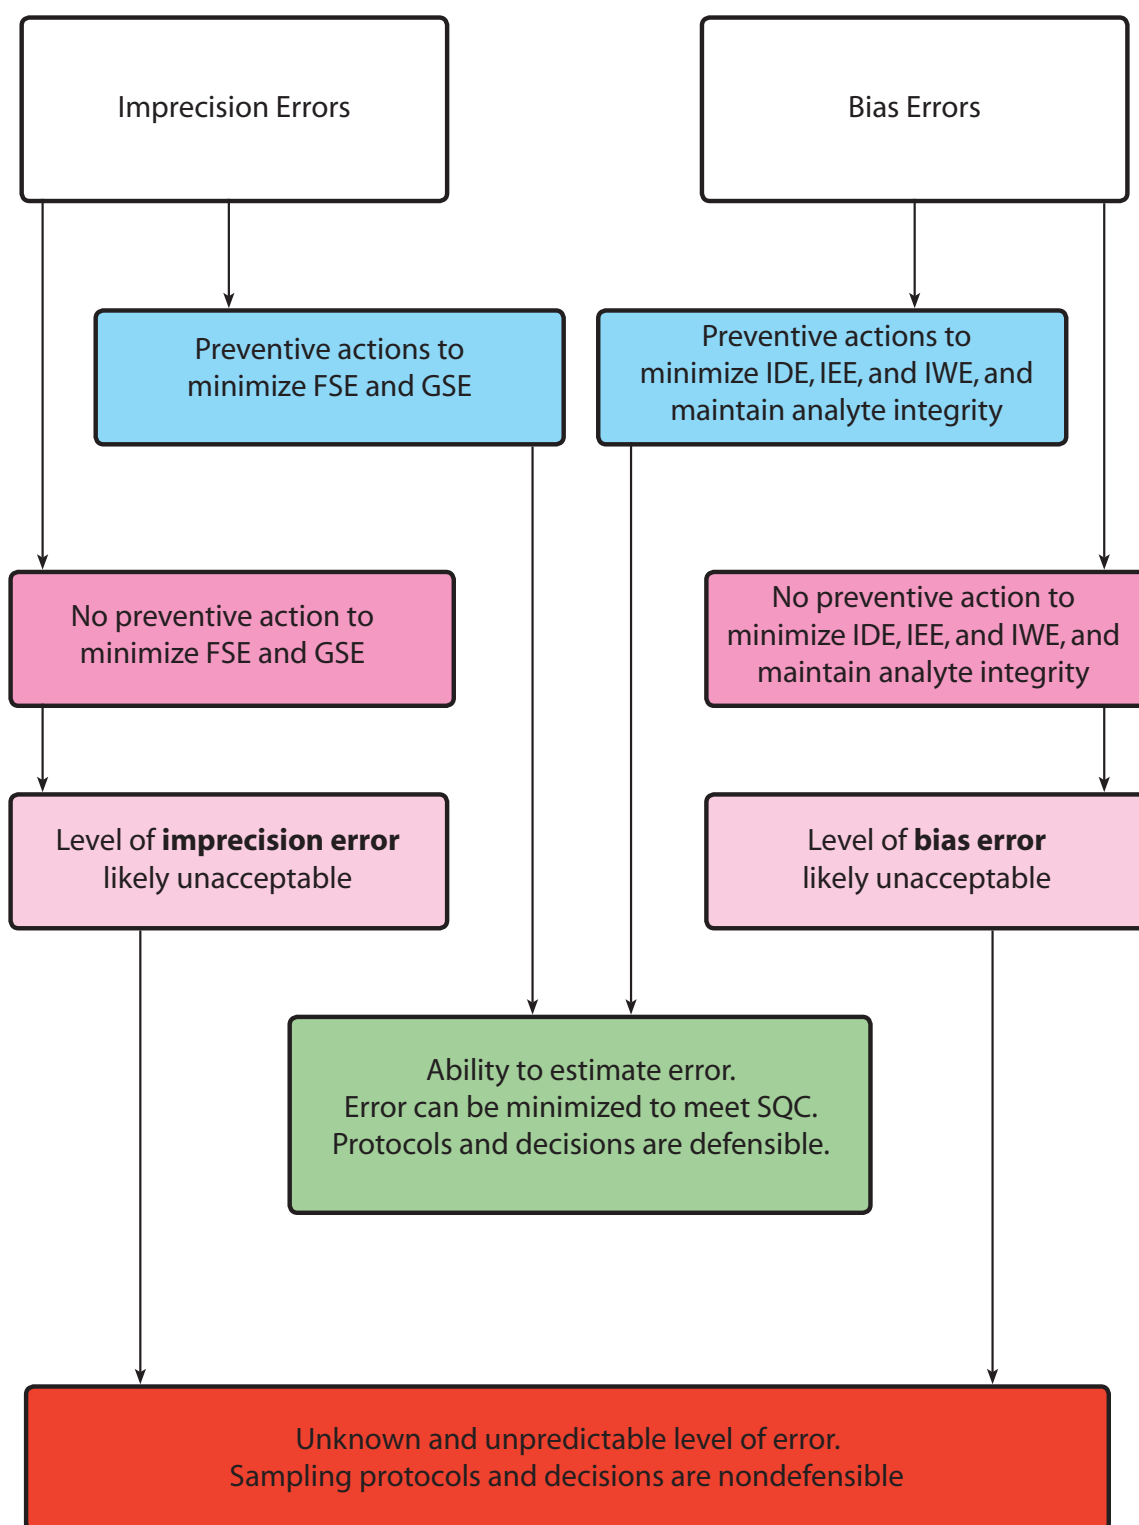 Imprecision Errors
Bias Errors
Preventive actions to
minimize FSE and GSE
Preventive actions to
minimize IDE, IEE, and IWE, and
maintain analyte integrity
No preventive action to
minimize FSE and GSE
No preventive action to
minimize IDE, IEE, and IWE, and
maintain analyte integrity
Level of imprecision error
likely unacceptable
Level of bias error
likely unacceptable
Ability to estimate error.
Error can be minimized to meet SQC.
Protocols and decisions are defensible.
Unknown and unpredictable level of error.
Sampling protocols and decisions are nondefensible